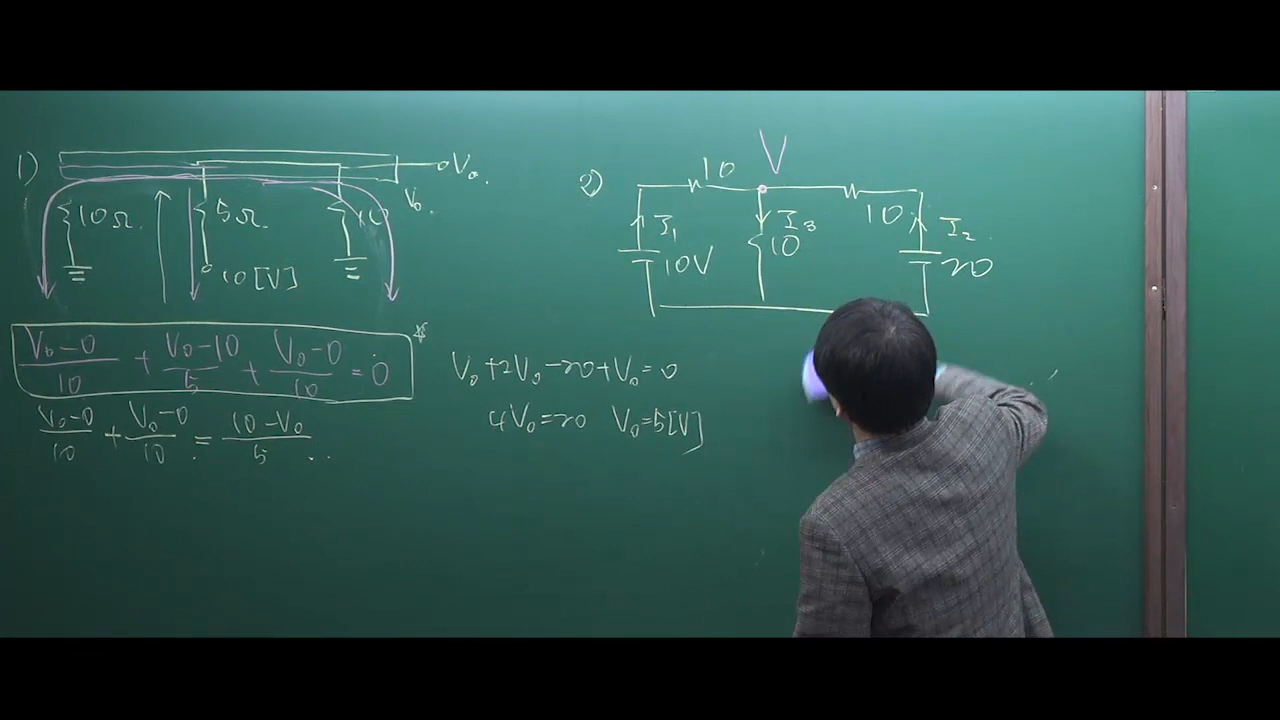 1)
V₀.
V₀.
10Ω
5Ω
10[V]
(V₀-0)/10 + (V₀-10)/5 + (V₀-0)/10 = 0 *
(V₀-0)/10 + (V₀-0)/10 = (10-V₀)/5 ..
V₀+2V₀-20+V₀=0
4V₀=20 V₀=5[V]
2)
V
10
10
I₁
I₃
I₂
10V
10
20